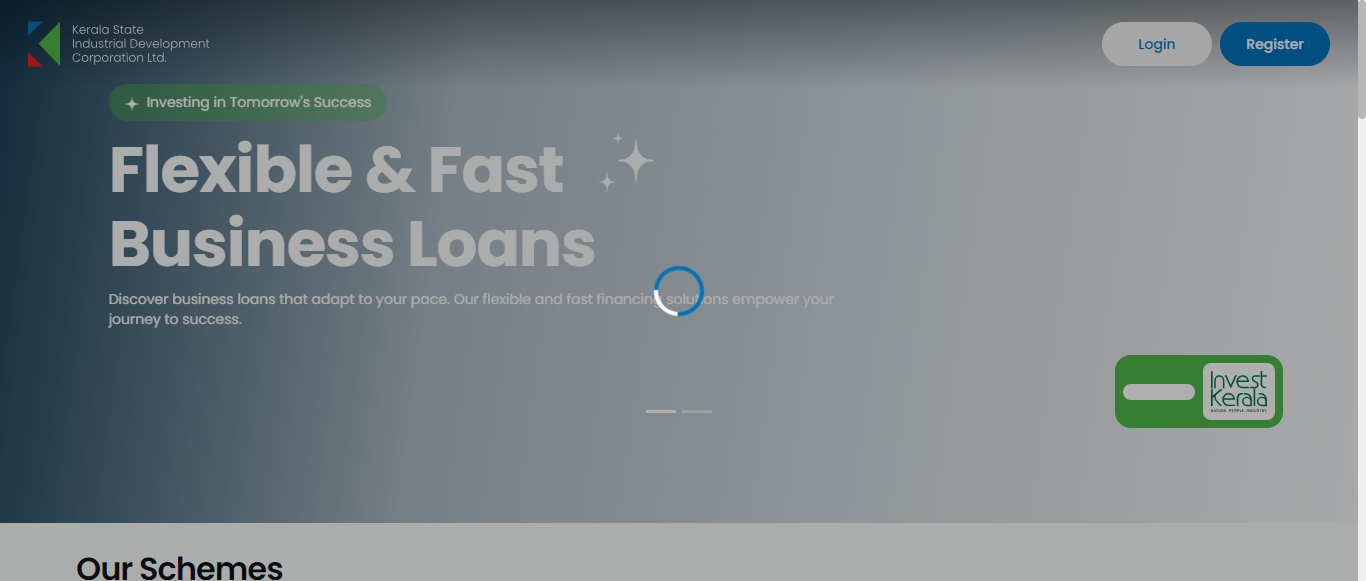 Kerala State
Industrial Development
Corporation Ltd.
Login
Register
Investing in Tomorrow's Success
Flexible & Fast
Business Loans
Discover business loans that adapt to your pace. Our flexible and fast financing solutions empower your
journey to success.
Invest
Kerala
NATURE. PEOPLE. INDUSTRY.
Our Schemes